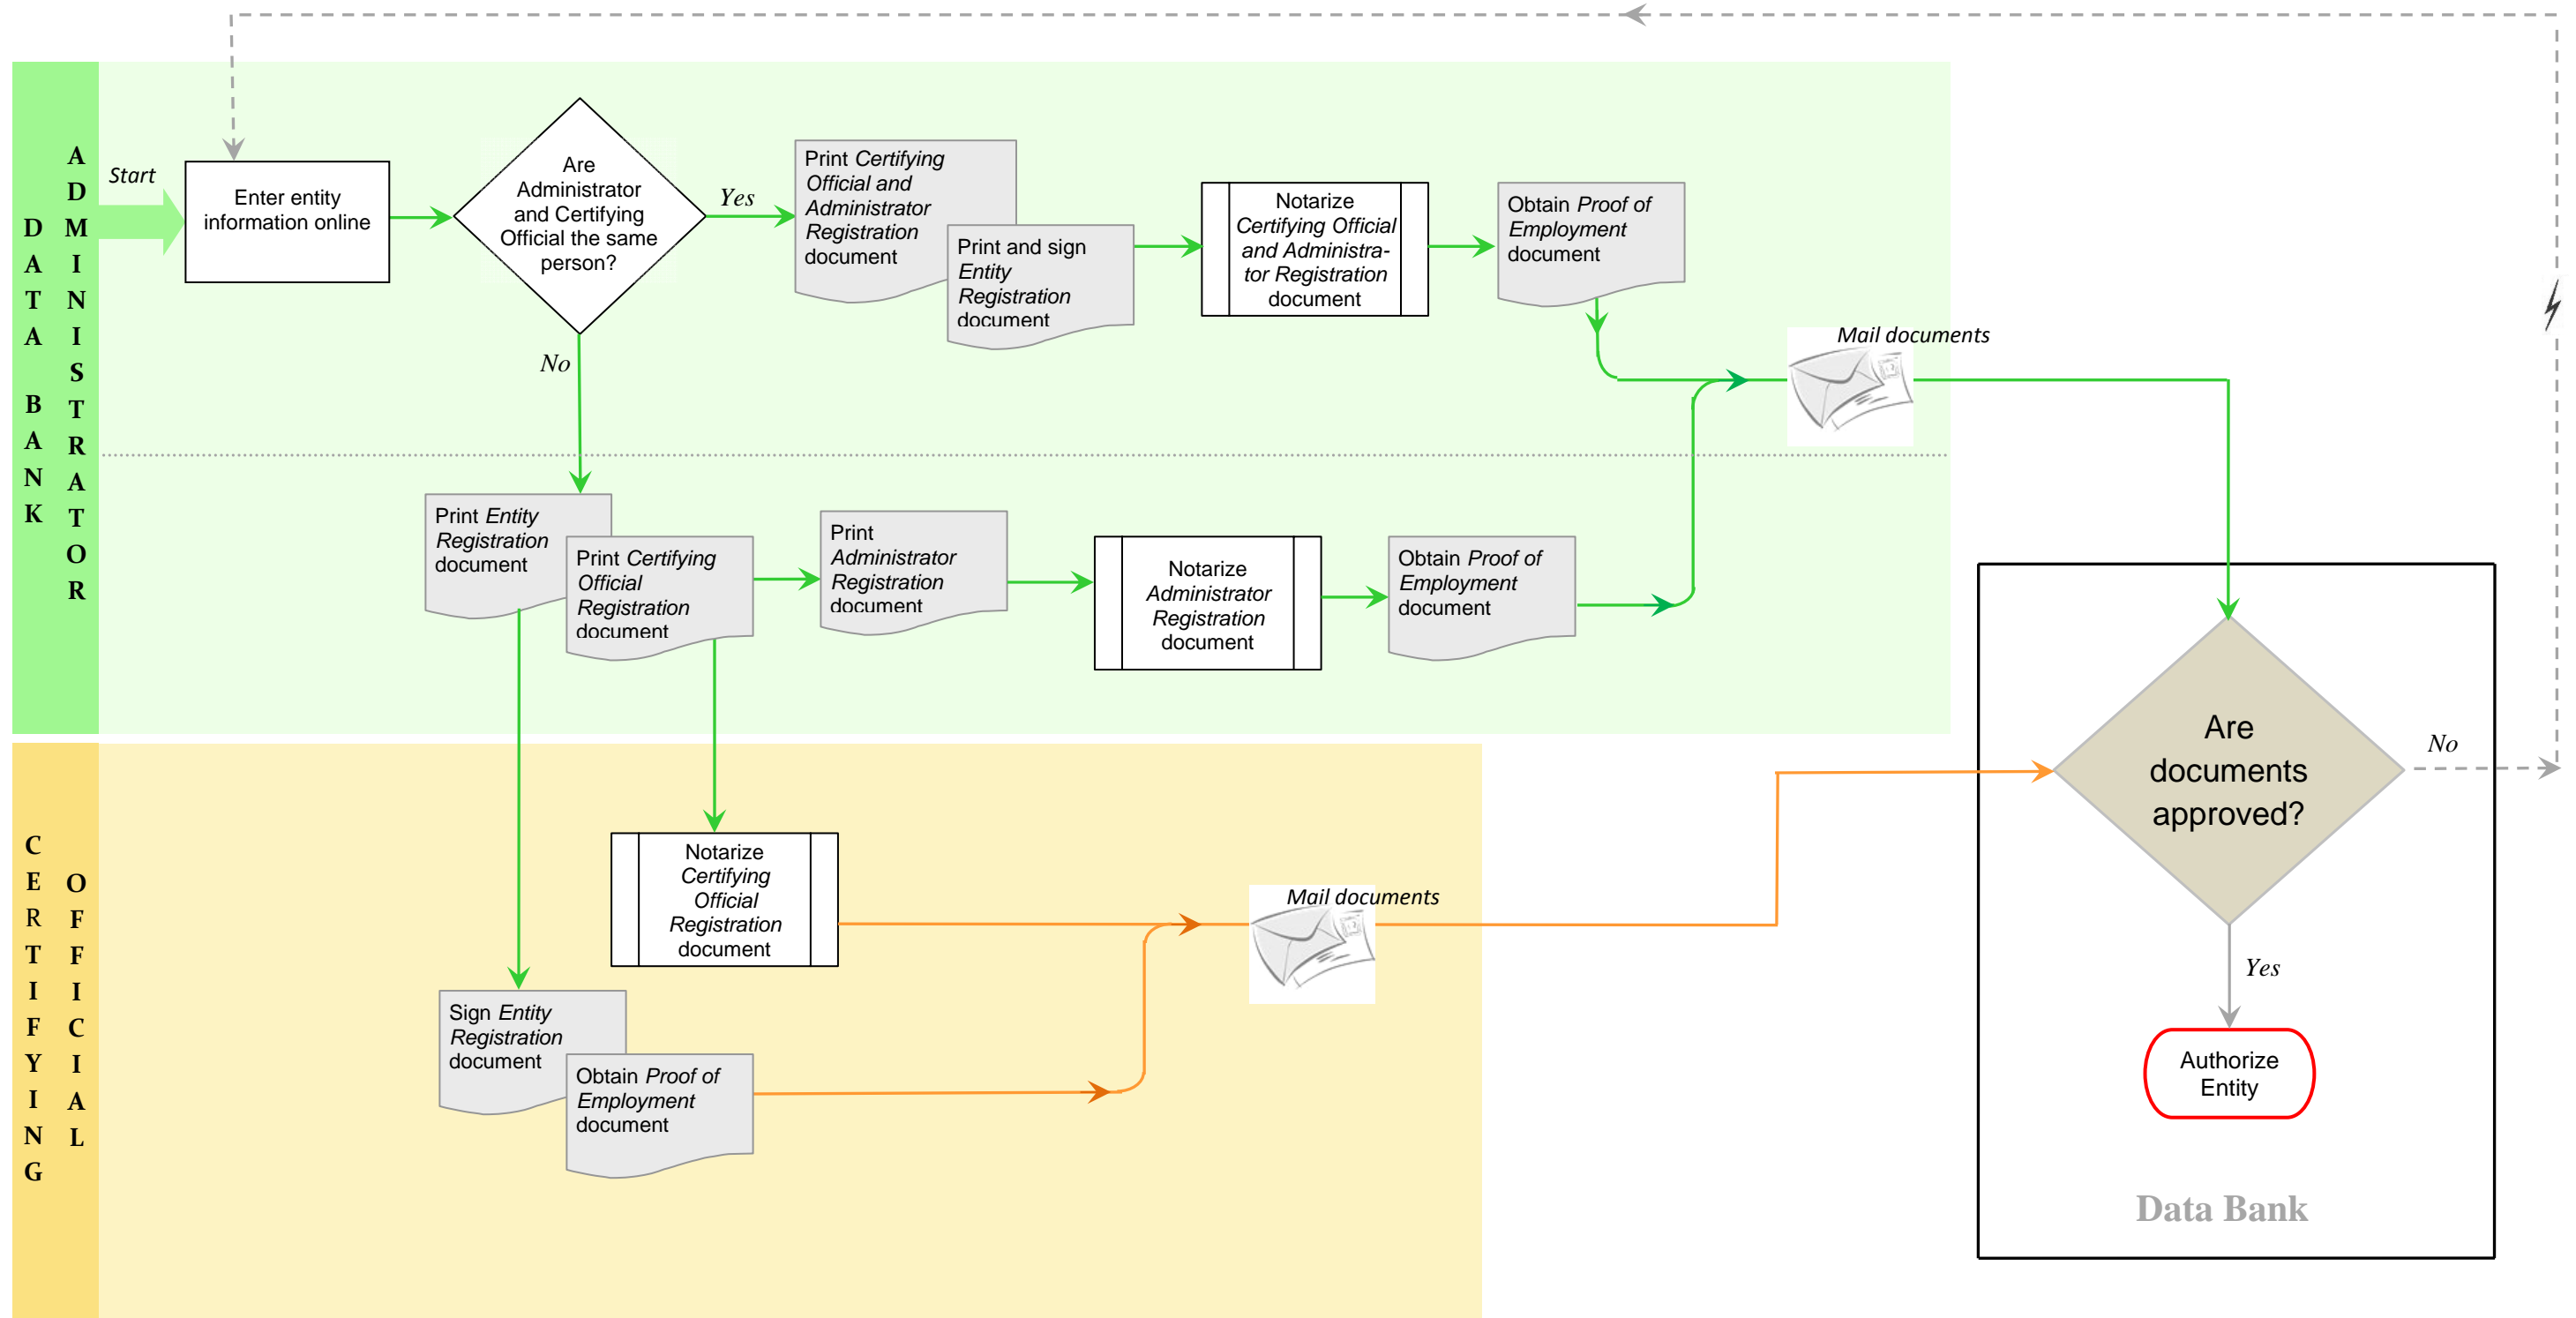 DATA BANK
ADMINISTRATOR
Start
Enter entity
information online
Are
Administrator
and Certifying
Official the same
person?
Yes
No
Print Certifying
Official and
Administrator
Registration
document
Print and sign
Entity
Registration
document
Notarize
Certifying Official
and Administra-
tor Registration
document
Obtain Proof of
Employment
document
Mail documents
Print Entity
Registration
document
Print Certifying
Official
Registration
document
Print
Administrator
Registration
document
Notarize
Administrator
Registration
document
Obtain Proof of
Employment
document
CERTIFYING
OFFICIAL
Notarize
Certifying
Official
Registration
document
Sign Entity
Registration
document
Obtain Proof of
Employment
document
Mail documents
Are
documents
approved?
No
Yes
Authorize
Entity
Data Bank